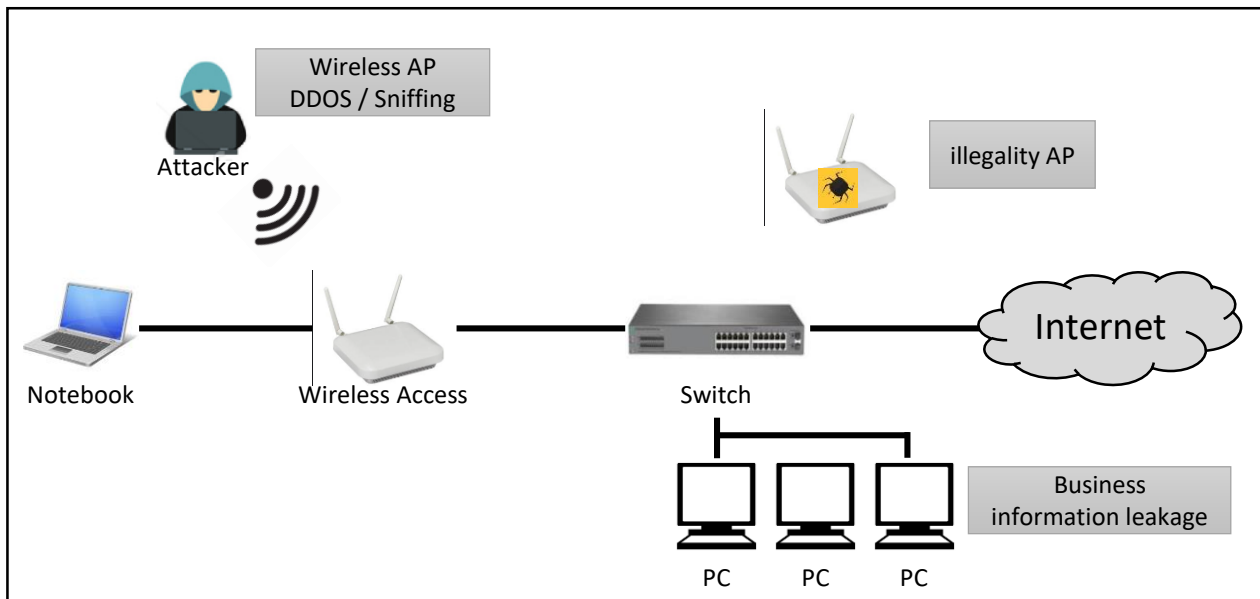 Wireless AP
DDOS / Sniffing
Attacker
illegality AP
Internet
Notebook
Wireless Access
Switch
Business
information leakage
PC
PC
PC